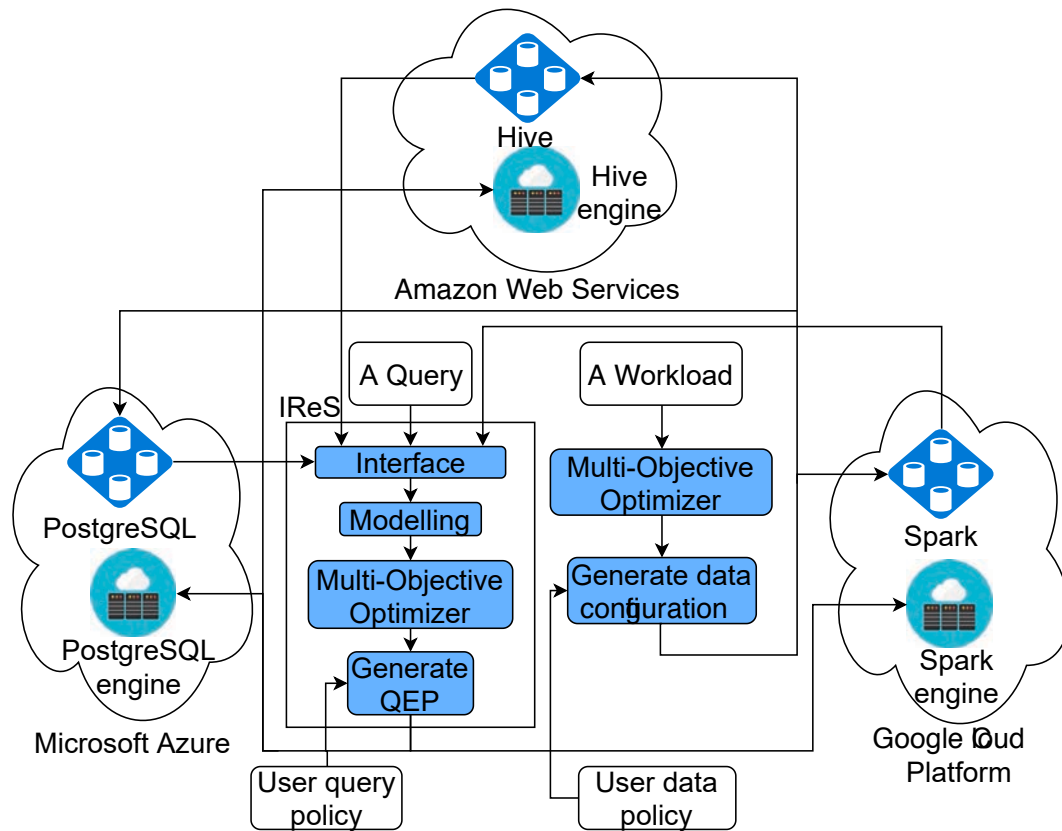 Hive
Hive
engine
Amazon Web Services
A Query
A Workload
IReS
Interface
Multi-Objective
Optimizer
Modelling
PostgreSQL
Spark
Multi-Objective
Optimizer
Generate data
configuration
PostgreSQL
engine
Generate
QEP
Spark
engine
Microsoft Azure
Google Cloud
Platform
User query
policy
User data
policy